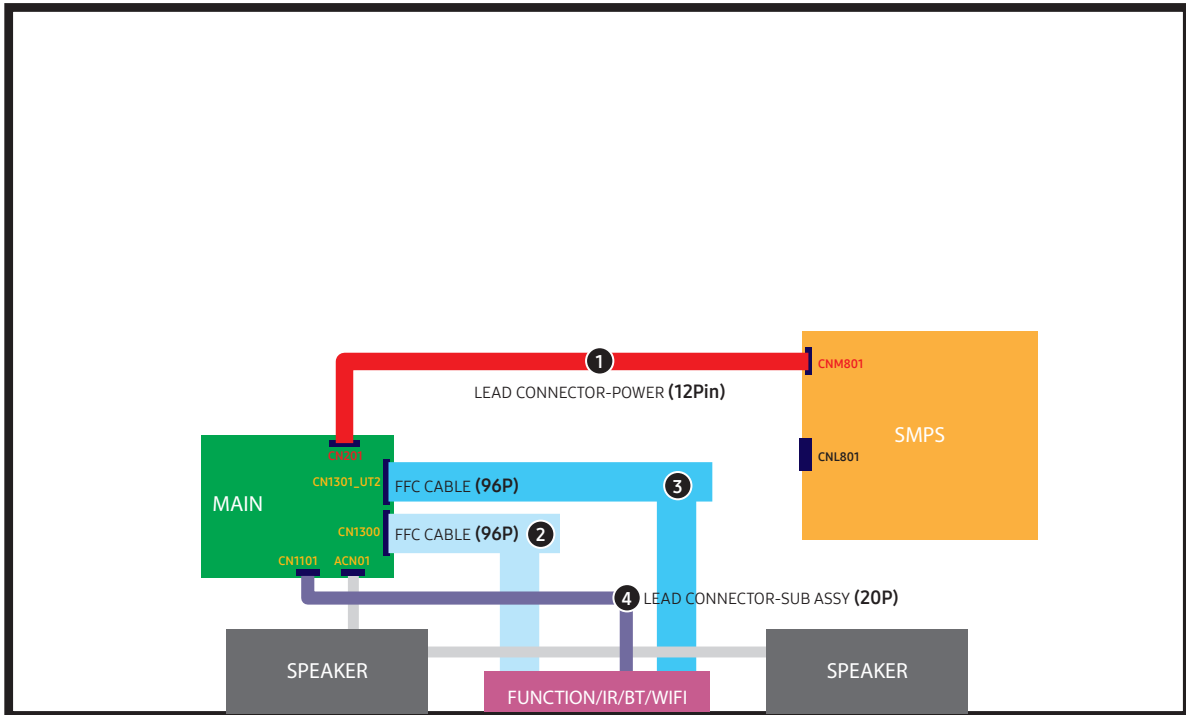 1
CNM801
LEAD CONNECTOR-POWER (12Pin)
SMPS
CN201
CNL801
CN1301_UT2
FFC CABLE (96P)
3
MAIN
CN1300
FFC CABLE (96P)
2
CN1101
ACN01
4
LEAD CONNECTOR-SUB ASSY (20P)
SPEAKER
SPEAKER
FUNCTION/IR/BT/WIFI